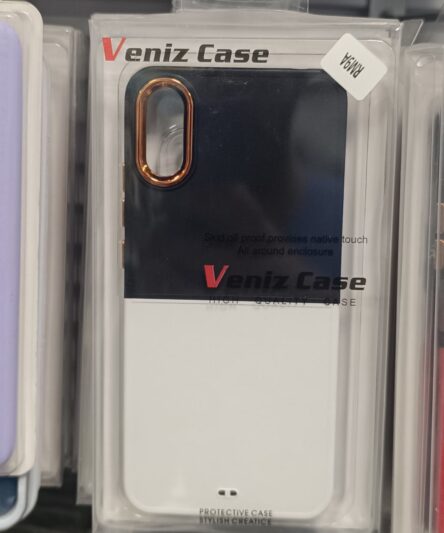 Veniz Case
RM9A
Skid oil proof provides native touch
All around enclosure
Veniz Case
HIGH QUALITY CASE
PROTECTIVE CASE
STYLISH CREATICE